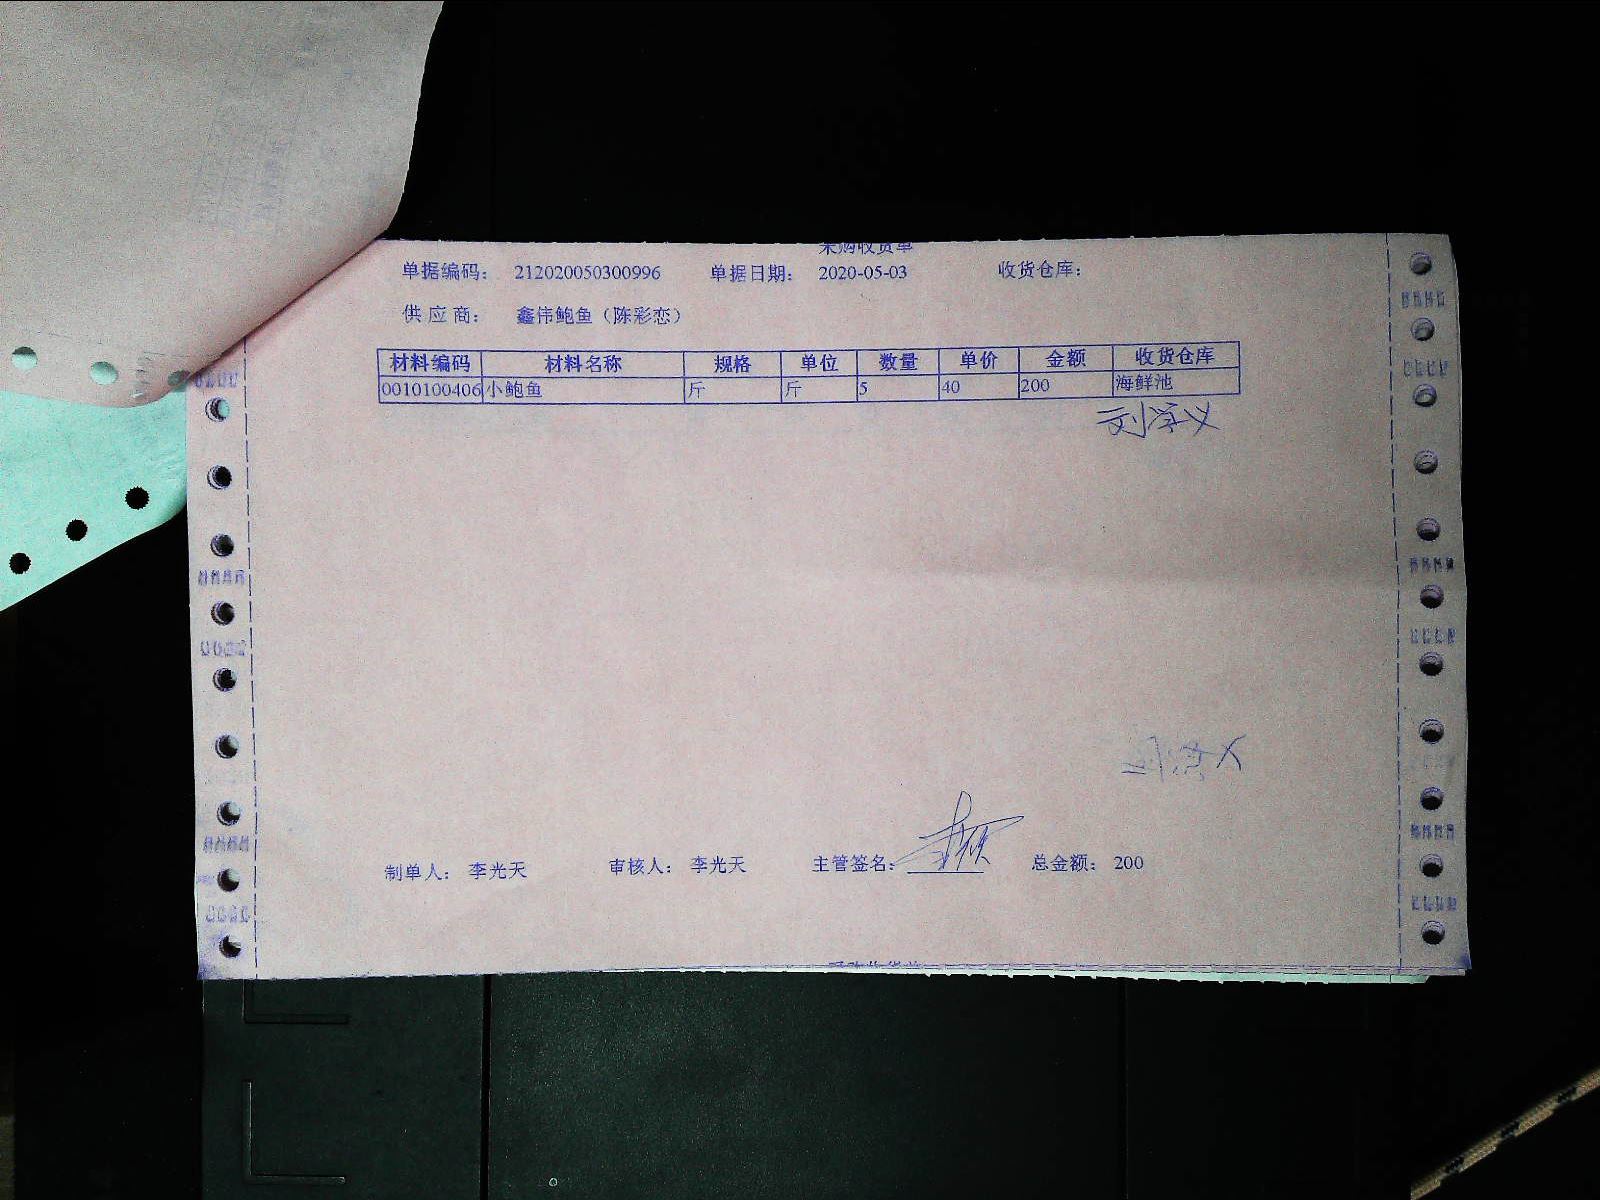 采购收货单
单据编码： 212020050300996 单据日期： 2020-05-03 收货仓库：
供应商： 鑫伟鲍鱼（陈彩恋）
材料编码 材料名称 规格 单位 数量 单价 金额 收货仓库
0010100406 小鲍鱼 斤 斤 5 40 200 海鲜池
刘学义
制单人： 李光天 审核人： 李光天 主管签名： 总金额： 200